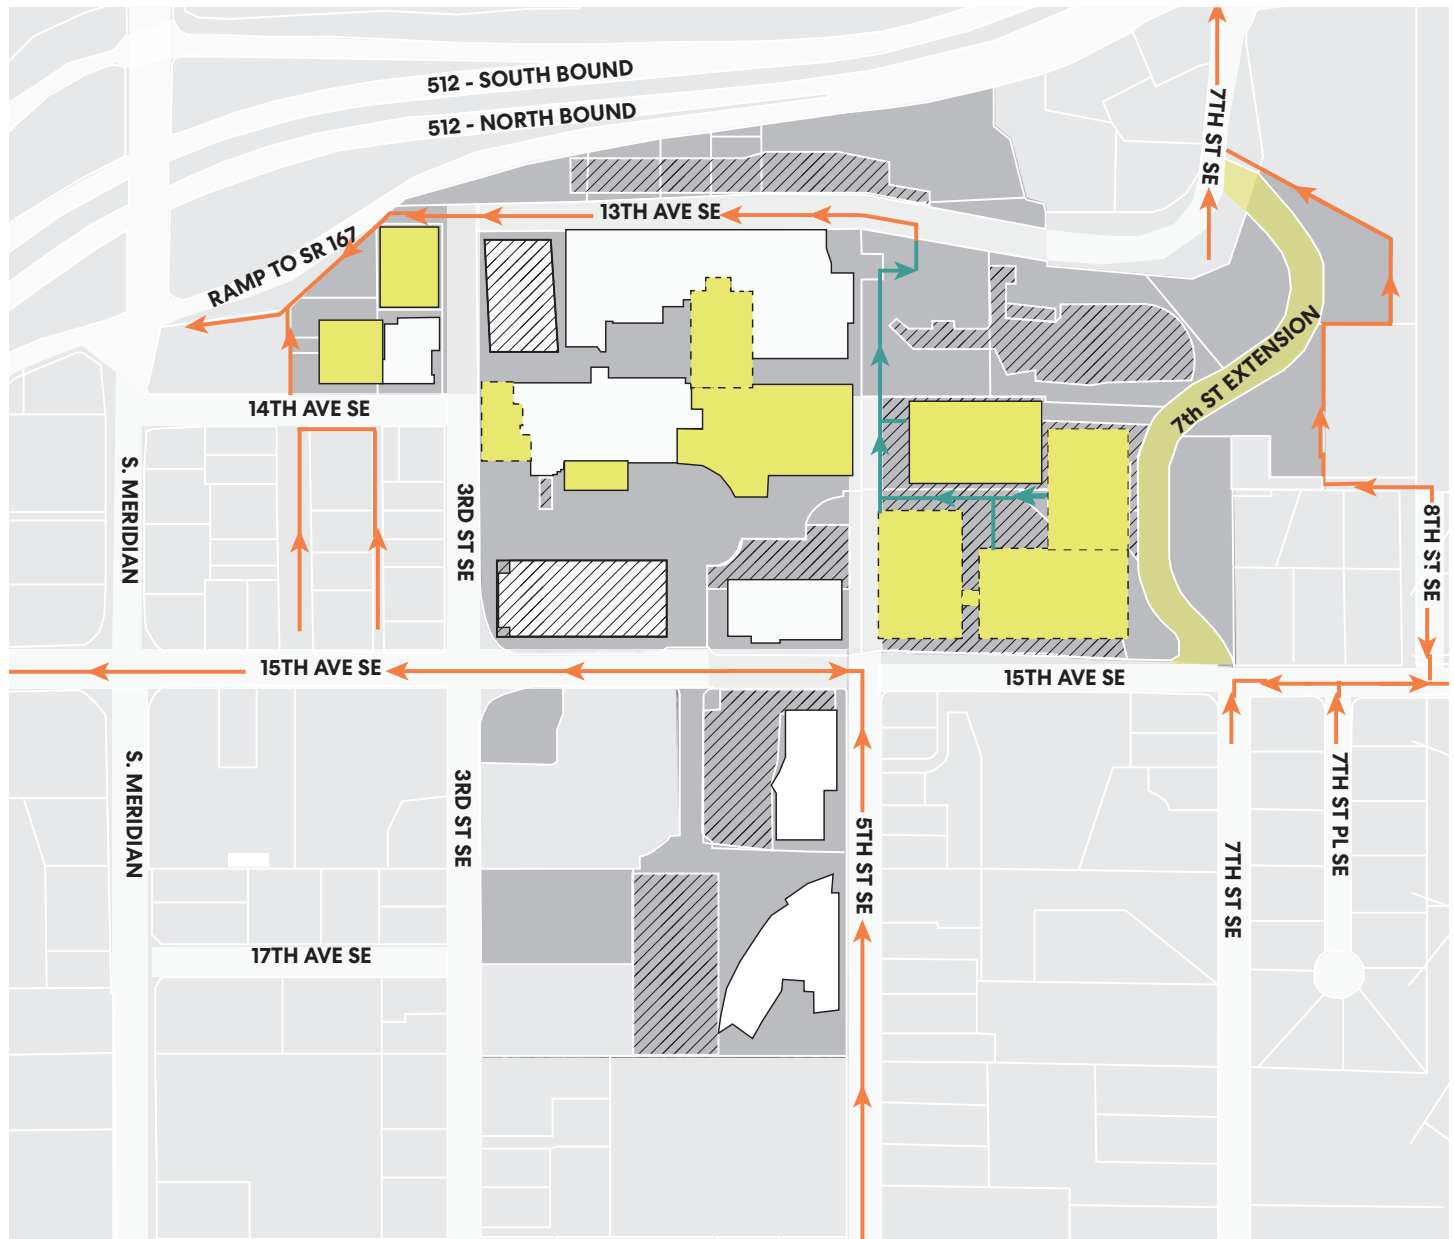 512 - SOUTH BOUND
512 - NORTH BOUND
7TH ST SE
13TH AVE SE
RAMP TO SR 167
7th ST EXTENSION
14TH AVE SE
S. MERIDIAN
3RD ST SE
8TH ST SE
15TH AVE SE
15TH AVE SE
S. MERIDIAN
3RD ST SE
5TH ST SE
7TH ST SE
7TH ST PL SE
17TH AVE SE